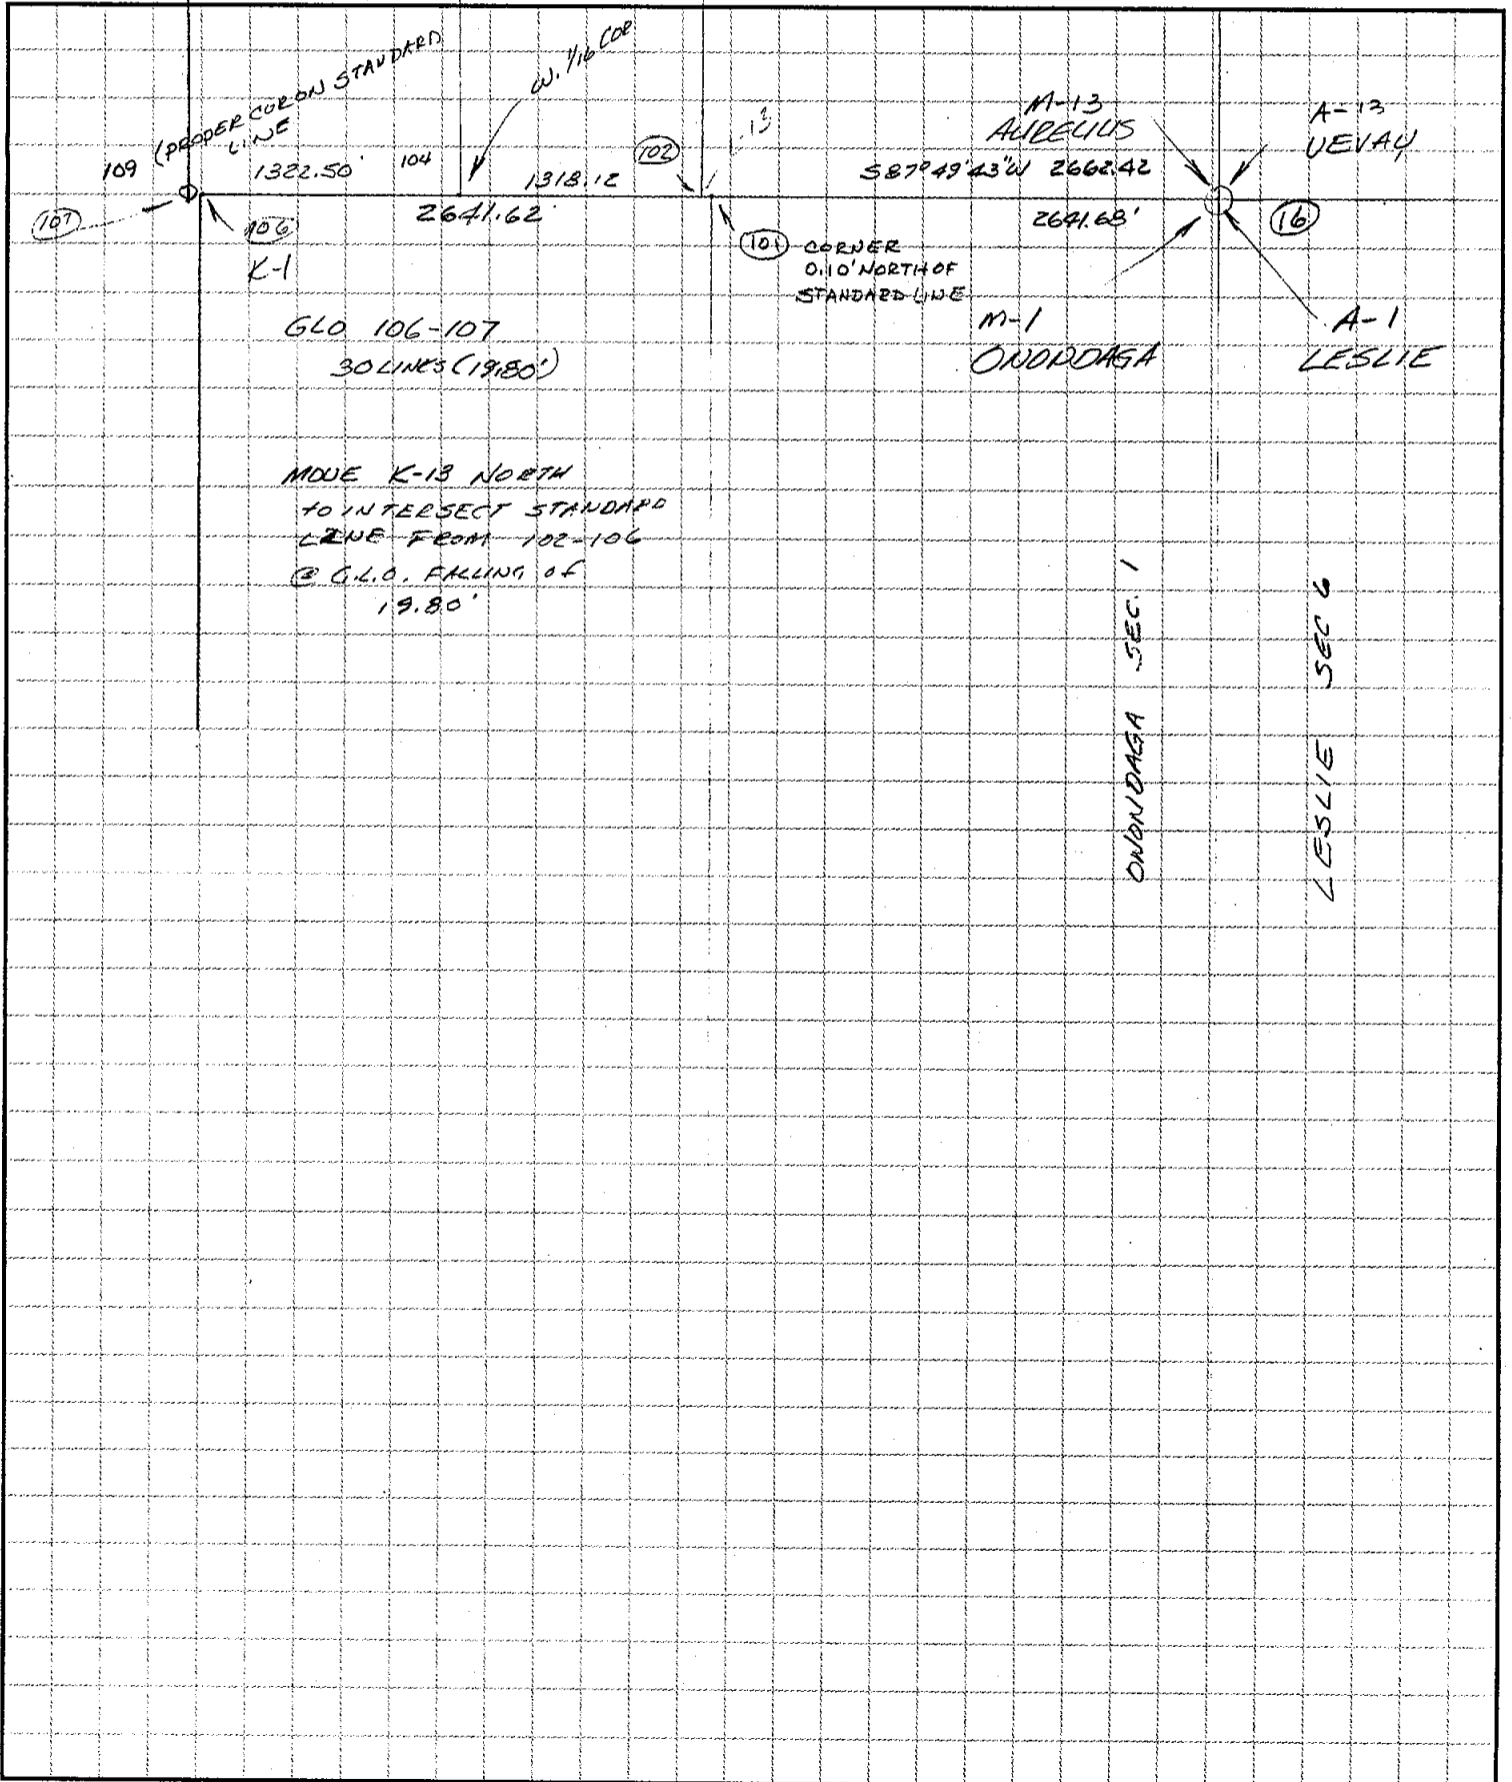 (PROPER COR ON STANDARD
LINE
W. 1/16 COR
109
1322.50'
104
1318.12
2641.62'
107
106
K-1
102
.13
101 CORNER
0.10' NORTH OF
STANDARD LINE
M-13
AURELIUS
A-13
VEVAY
S87°49'43"W 2662.42
2641.68'
16
M-1
ONONDAGA
A-1
LESLIE
GLO 106-107
30 LINKS (19.80')
MOVE K-13 NORTH
TO INTERSECT STANDARD
LINE FROM 102-106
@ G.L.O. FALLING OF
19.80'
ONONDAGA SEC. 1
LESLIE SEC 6